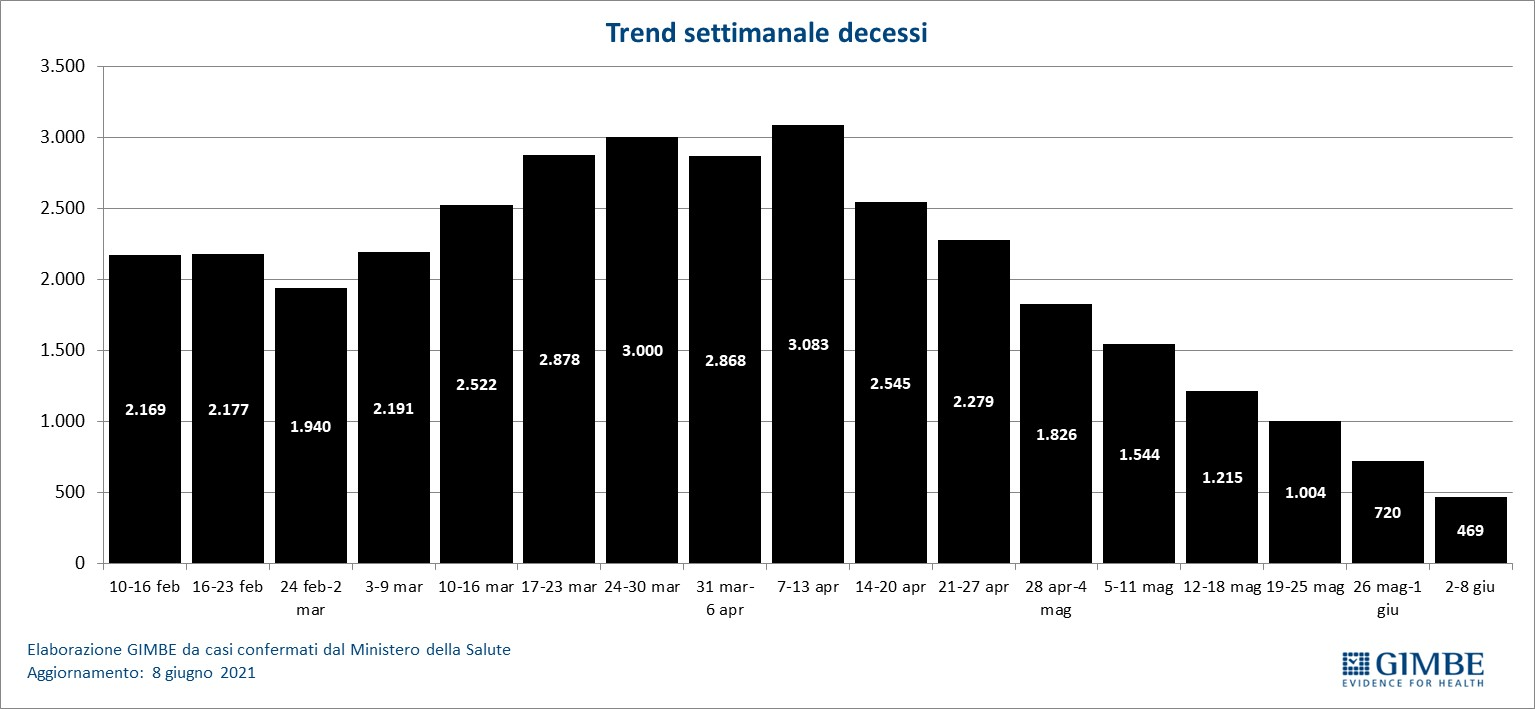 Trend settimanale decessi
3.500
3.000
2.500
2.000
1.500
1.000
500
0
2.169
2.177
1.940
2.191
2.522
2.878
3.000
2.868
3.083
2.545
2.279
1.826
1.544
1.215
1.004
720
469
10-16 feb
16-23 feb
24 feb-2
mar
3-9 mar
10-16 mar
17-23 mar
24-30 mar
31 mar-
6 apr
7-13 apr
14-20 apr
21-27 apr
28 apr-4
mag
5-11 mag
12-18 mag
19-25 mag
26 mag-1
giu
2-8 giu
Elaborazione GIMBE da casi confermati dal Ministero della Salute
Aggiornamento: 8 giugno 2021
GIMBE
EVIDENCE FOR HEALTH